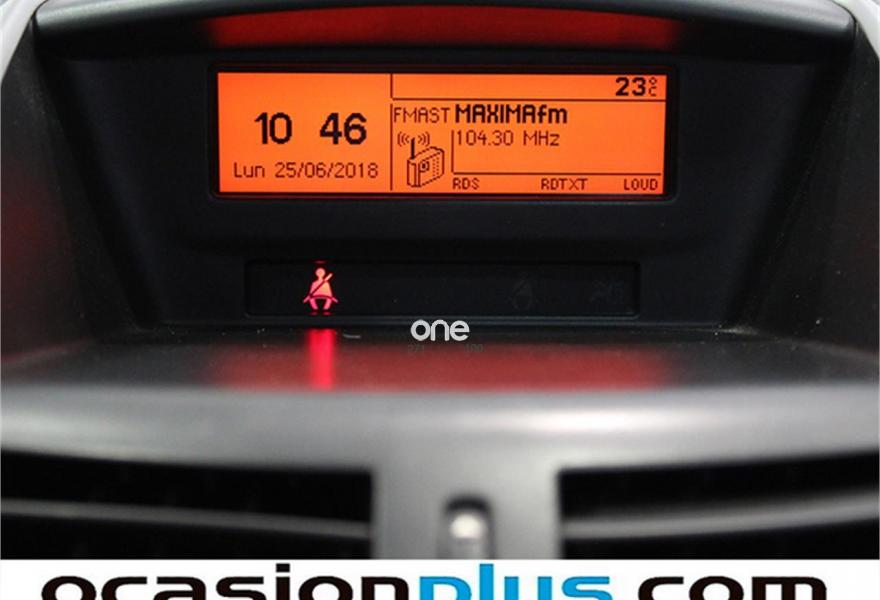 23°C
10 46
FMAST MAXIMAfm
104.30 MHz
Lun 25/06/2018
RDS RDTXT LOUD
one
ocasionplus.com